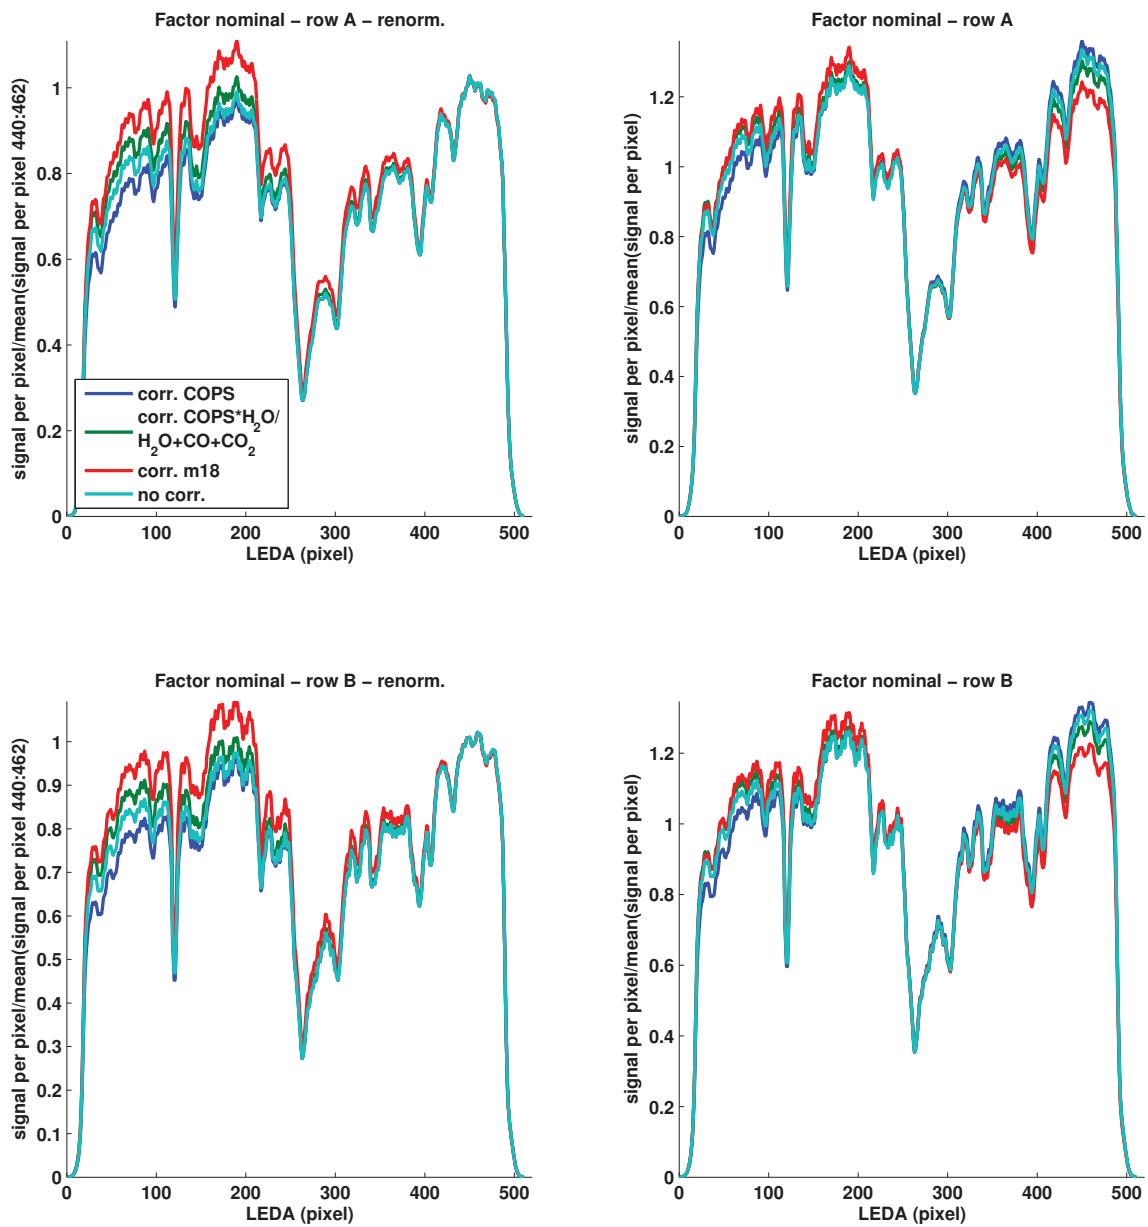 Factor nominal − row A − renorm.
signal per pixel/mean(signal per pixel 440:462)
1
0.8
0.6
0.4
0.2
0
corr. COPS
corr. COPS*H₂O/
H₂O+CO+CO₂
corr. m18
no corr.
0 100 200 300 400 500
LEDA (pixel)
Factor nominal − row A
signal per pixel/mean(signal per pixel)
1.2
1
0.8
0.6
0.4
0.2
0
0 100 200 300 400 500
LEDA (pixel)
Factor nominal − row B − renorm.
signal per pixel/mean(signal per pixel 440:462)
1
0.9
0.8
0.7
0.6
0.5
0.4
0.3
0.2
0.1
0
0 100 200 300 400 500
LEDA (pixel)
Factor nominal − row B
signal per pixel/mean(signal per pixel)
1.2
1
0.8
0.6
0.4
0.2
0
0 100 200 300 400 500
LEDA (pixel)